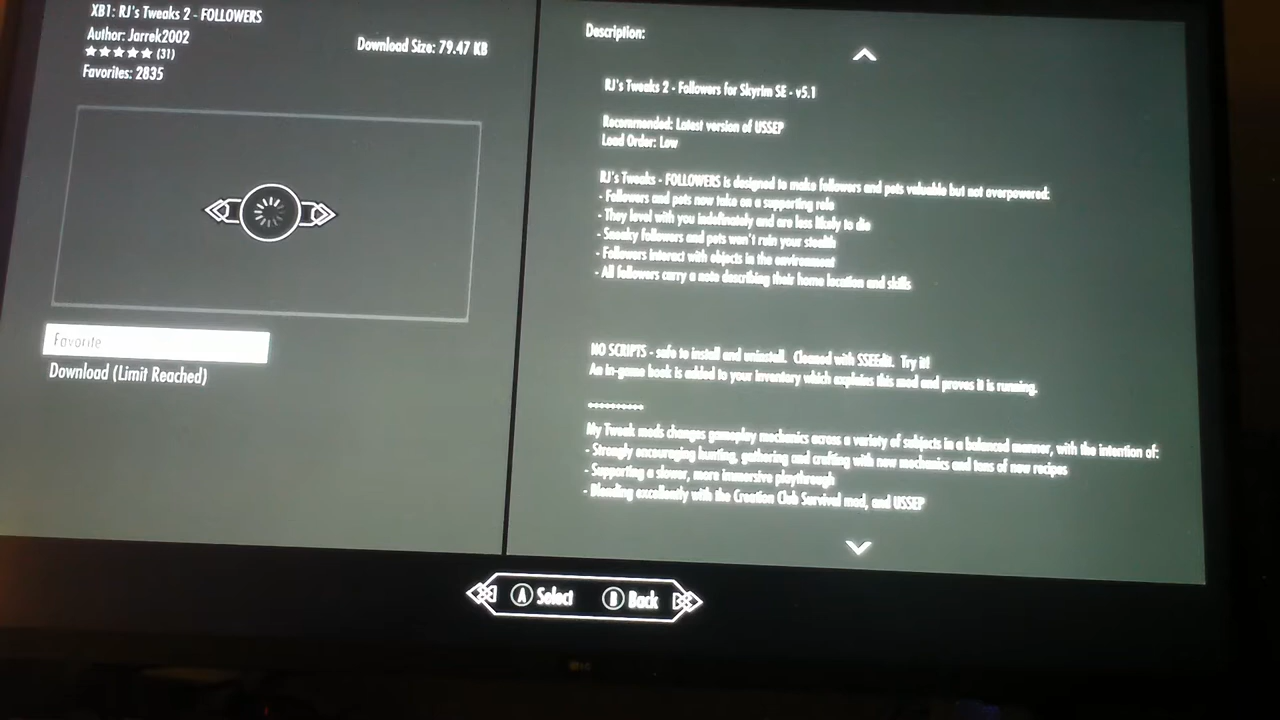 XB1: RJ's Tweaks 2 - FOLLOWERS
Author: Jarrek2002
★★★★★ (31)
Download Size: 79.47 KB
Favorites: 2835
Favorite
Download (Limit Reached)
Description:
RJ's Tweaks 2 - Followers for Skyrim SE - v5.1
Recommended: Latest version of USSEP
Load Order: Low
RJ's Tweaks - FOLLOWERS is designed to make followers and pets valuable but not overpowered:
- Followers and pets now take on a supporting role
- They level with you indefinately and are less likely to die
- Sneaky followers and pets won't ruin your stealth
- Followers interact with objects in the environment
- All followers carry a note describing their home location and skills
NO SCRIPTS - safe to install and uninstall. Cleaned with SSEEdit. Try it!
An in-game book is added to your inventory which explains this mod and proves it is running.
----------
My Tweak mods changes gameplay mechanics across a variety of subjects in a balanced manner, with the intention of:
- Strongly encouraging hunting, gathering and crafting with new mechanics and tons of new recipes
- Supporting a slower, more immersive playthrough
- Blending excellently with the Creation Club Survival mod, and USSEP
A Select B Back
LG